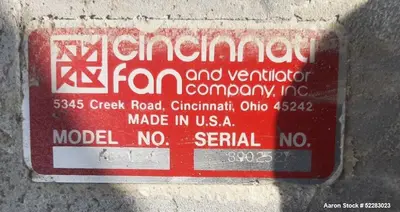 cincinnati
fan and ventilator
company, inc.
5345 Creek Road, Cincinnati, Ohio 45242
MADE IN U.S.A.
MODEL NO. SERIAL NO.
Aaron Stock # 52283023